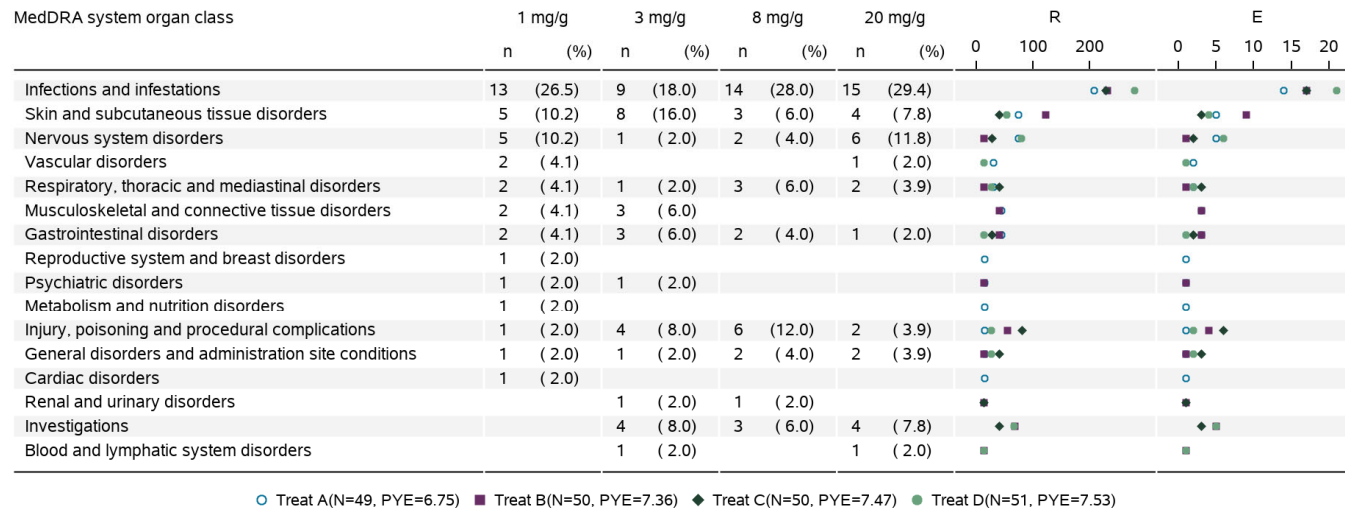 MedDRA system organ class 1 mg/g 3 mg/g 8 mg/g 20 mg/g R E
n (%) n (%) n (%) n (%) 0 100 200 0 5 10 15 20
Infections and infestations 13 (26.5) 9 (18.0) 14 (28.0) 15 (29.4)
Skin and subcutaneous tissue disorders 5 (10.2) 8 (16.0) 3 ( 6.0) 4 ( 7.8)
Nervous system disorders 5 (10.2) 1 ( 2.0) 2 ( 4.0) 6 (11.8)
Vascular disorders 2 ( 4.1) 1 ( 2.0)
Respiratory, thoracic and mediastinal disorders 2 ( 4.1) 1 ( 2.0) 3 ( 6.0) 2 ( 3.9)
Musculoskeletal and connective tissue disorders 2 ( 4.1) 3 ( 6.0)
Gastrointestinal disorders 2 ( 4.1) 3 ( 6.0) 2 ( 4.0) 1 ( 2.0)
Reproductive system and breast disorders 1 ( 2.0)
Psychiatric disorders 1 ( 2.0) 1 ( 2.0)
Metabolism and nutrition disorders 1 ( 2.0)
Injury, poisoning and procedural complications 1 ( 2.0) 4 ( 8.0) 6 (12.0) 2 ( 3.9)
General disorders and administration site conditions 1 ( 2.0) 1 ( 2.0) 2 ( 4.0) 2 ( 3.9)
Cardiac disorders 1 ( 2.0)
Renal and urinary disorders 1 ( 2.0) 1 ( 2.0)
Investigations 4 ( 8.0) 3 ( 6.0) 4 ( 7.8)
Blood and lymphatic system disorders 1 ( 2.0) 1 ( 2.0)
Treat A(N=49, PYE=6.75) Treat B(N=50, PYE=7.36) Treat C(N=50, PYE=7.47) Treat D(N=51, PYE=7.53)